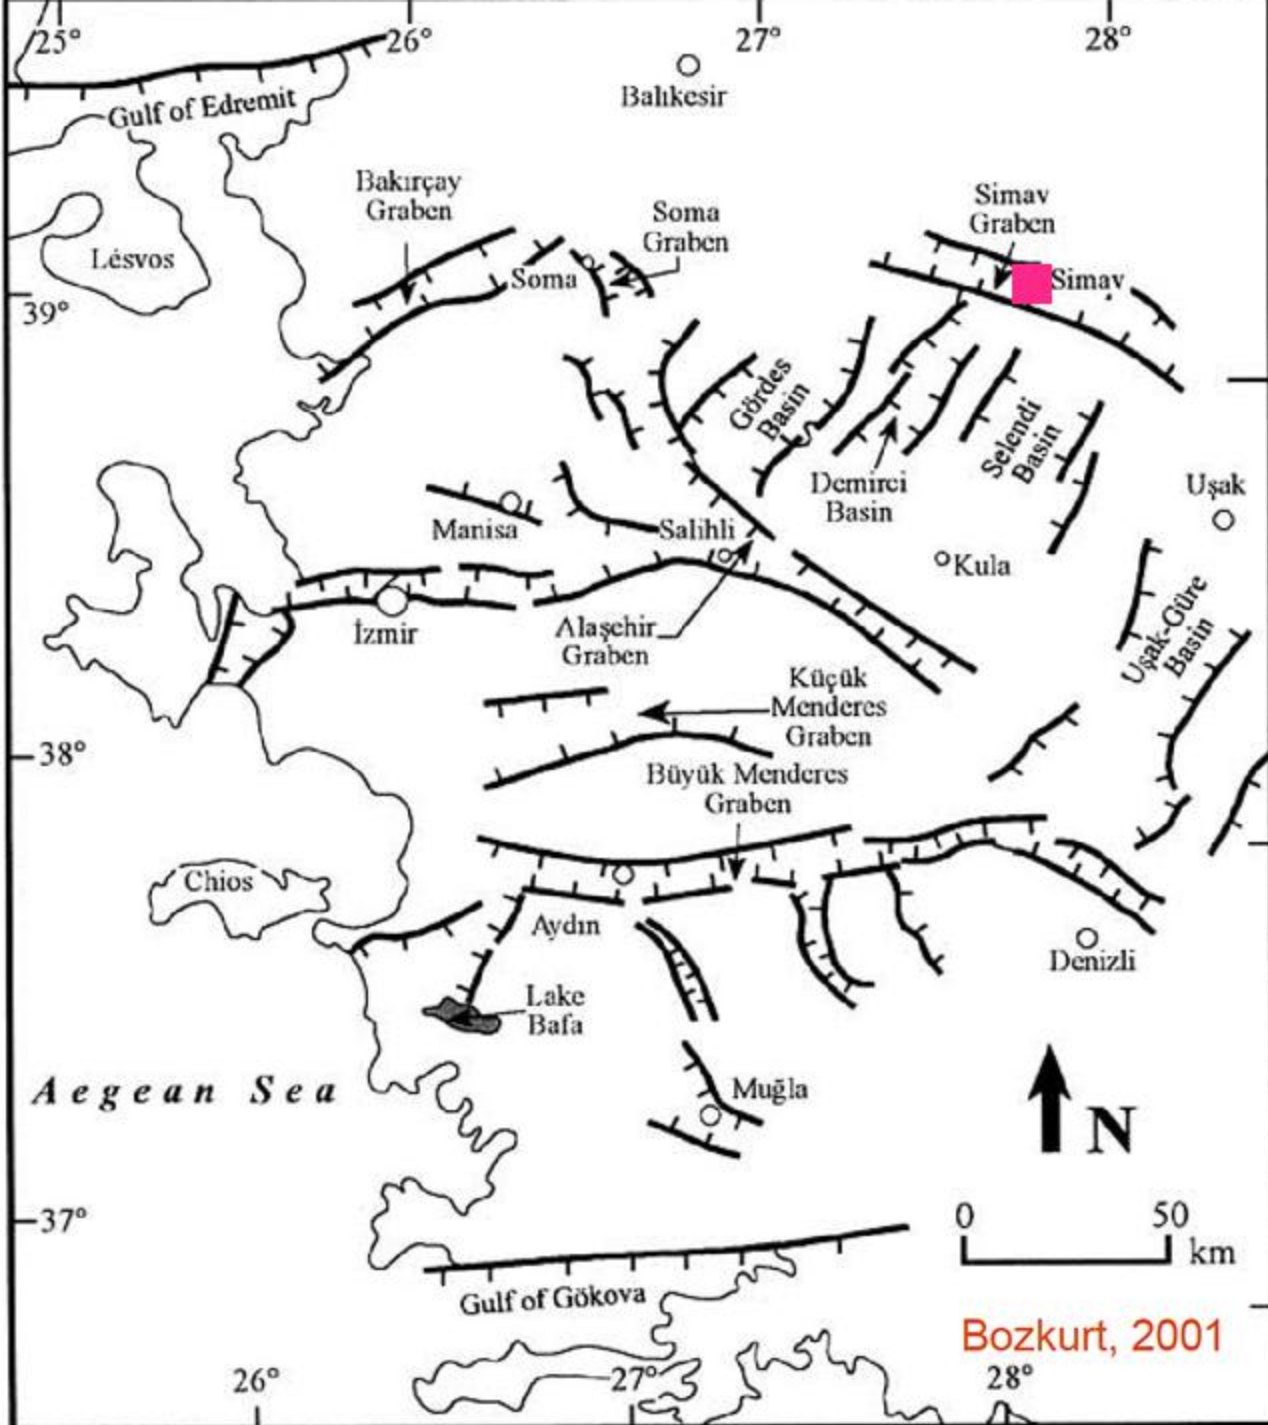 25°
26°
27°
28°
Balıkesir
Gulf of Edremit
Bakırçay
Graben
Soma
Graben
Simav
Graben
Lésvos
Soma
Simav
39°
Gördes
Basin
Selendi
Basin
Demirci
Basin
Uşak
Manisa
Salihli
Kula
İzmir
Alaşehir
Graben
Uşak-Güre
Basin
Küçük
Menderes
Graben
38°
Büyük Menderes
Graben
Chios
Aydın
Denizli
Lake
Bafa
Aegean Sea
Muğla
N
37°
0 50
km
Gulf of Gökova
Bozkurt, 2001
26°
27°
28°